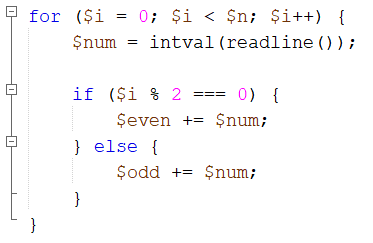 for ($i = 0; $i < $n; $i++) {
    $num = intval(readline());

    if ($i % 2 === 0) {
        $even += $num;
    } else {
        $odd += $num;
    }
}